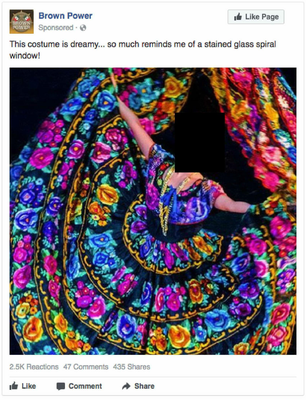 Brown Power
Like Page
Sponsored ·
This costume is dreamy... so much reminds me of a stained glass spiral
window!
2.5K Reactions 47 Comments 435 Shares
Like Comment Share